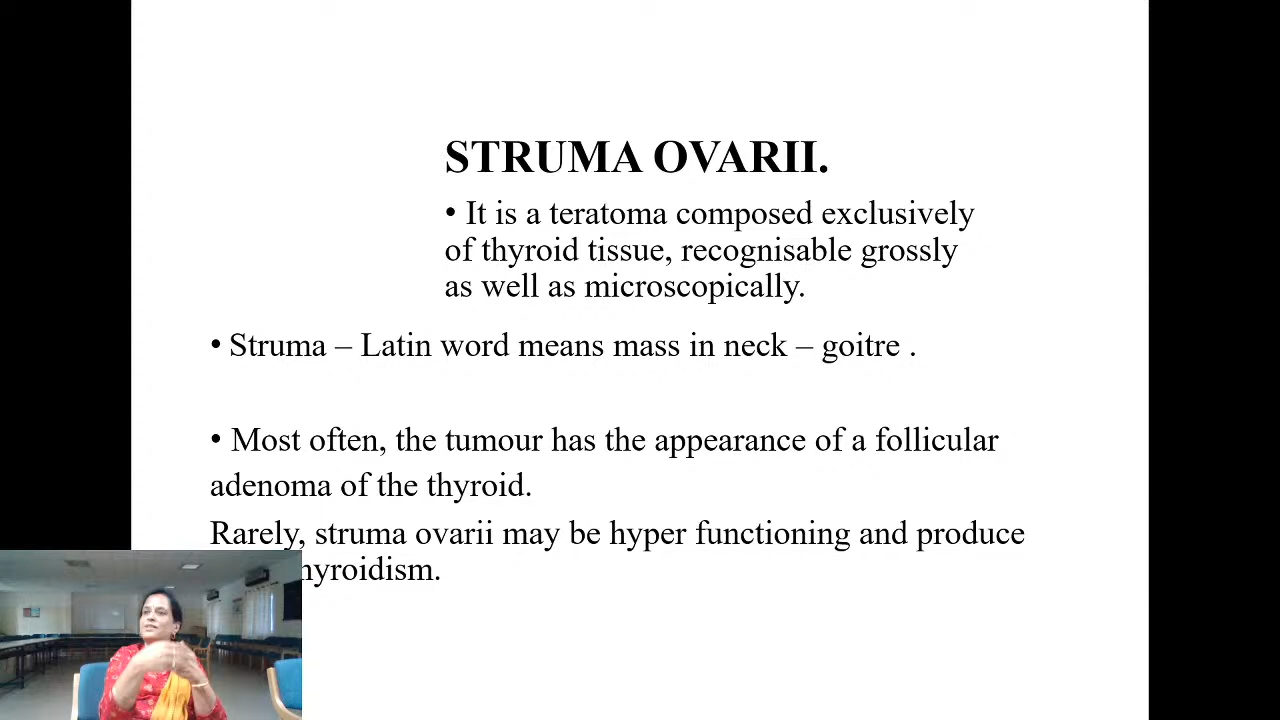 STRUMA OVARII.
• It is a teratoma composed exclusively
of thyroid tissue, recognisable grossly
as well as microscopically.
• Struma – Latin word means mass in neck – goitre .
• Most often, the tumour has the appearance of a follicular
adenoma of the thyroid.
Rarely, struma ovarii may be hyper functioning and produce